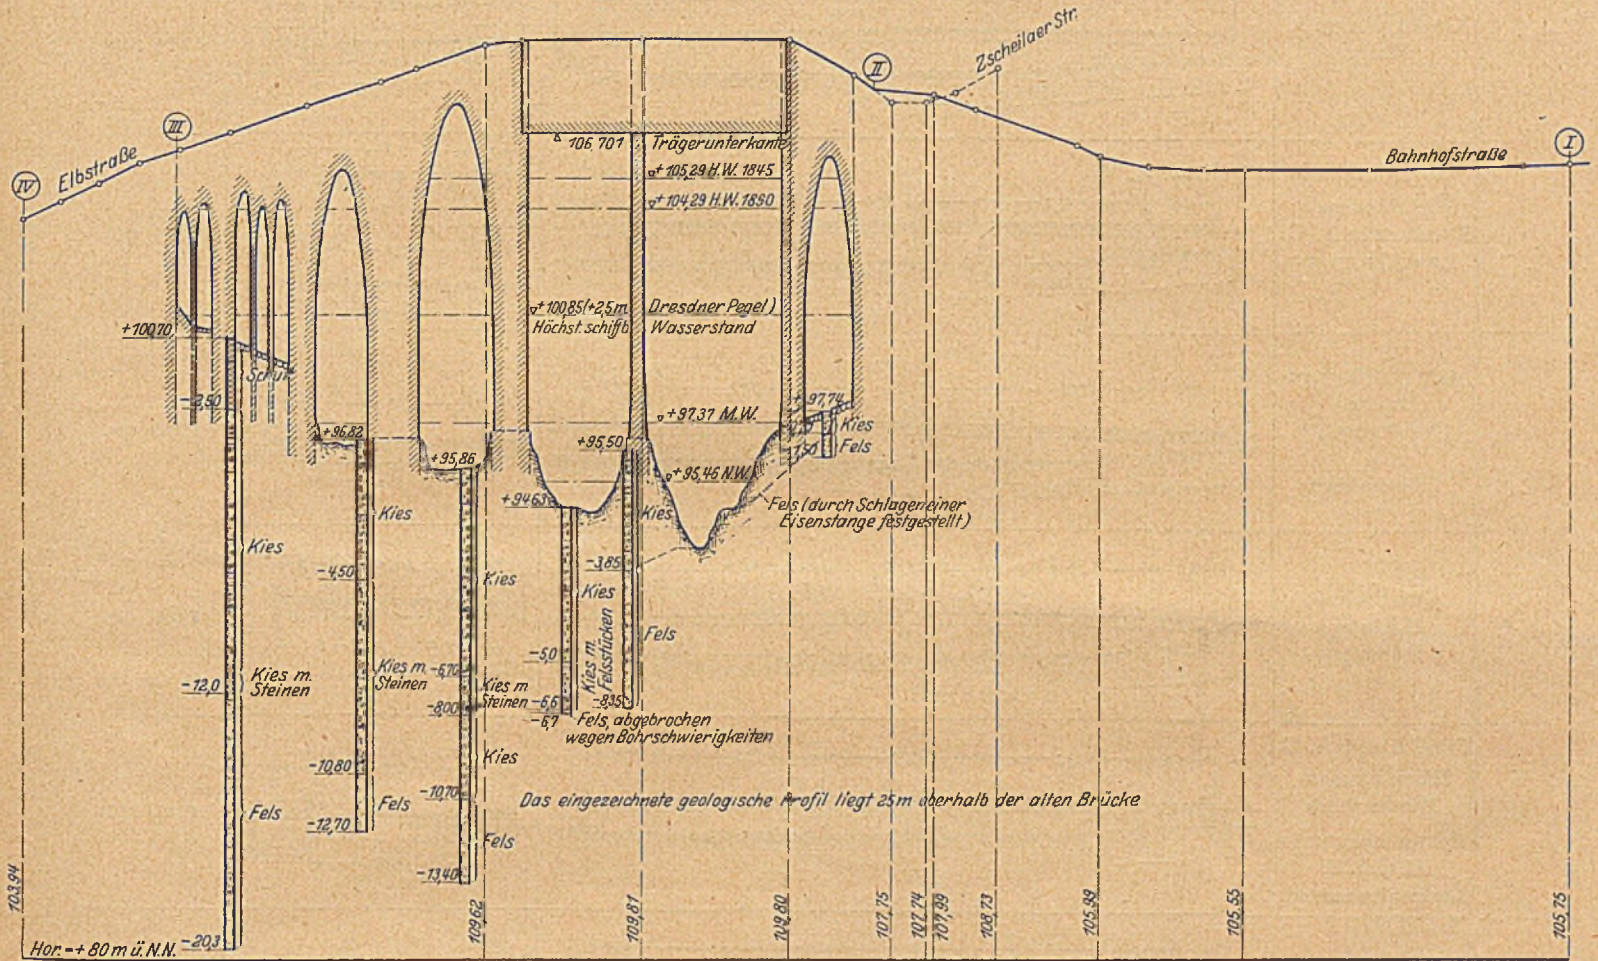 Zscheilaer Str.
II
III
I
IV
Elbstraße
Bahnhofstraße
106,701 Trägerunterkante
+105,29 H.W. 1845
+104,29 H.W. 1890
+100,85 (+2,5m Dresdner Pegel)
Höchst. schiffb. Wasserstand
+100,70
Schutt
-2,50
+97,37 M.W.
+97,74
Kies
Fels
+96,82
+95,86
+95,50
+95,46 N.W.
+94,63
Fels (durch Schlagen einer
Eisenstange festgestellt)
Kies
Kies
Kies
Kies
Kies
-4,50
-3,85
Fels
-5,0
Kies m.
Felsstücken
-6,6
-6,7
-8,35
Fels, abgebrochen
wegen Bohrschwierigkeiten
Kies m.
Steinen
-12,0
Kies m.
Steinen
-6,70
-8,00
Kies m
Steinen
Kies
-10,80
-10,70
Fels
Fels
Fels
-12,70
-13,40
-20,3
Das eingezeichnete geologische Profil liegt 25m oberhalb der alten Brücke
103,94
109,62
109,81
109,80
107,75
107,74
107,99
108,73
105,99
105,55
105,75
Hor. = + 80 m ü. N.N.